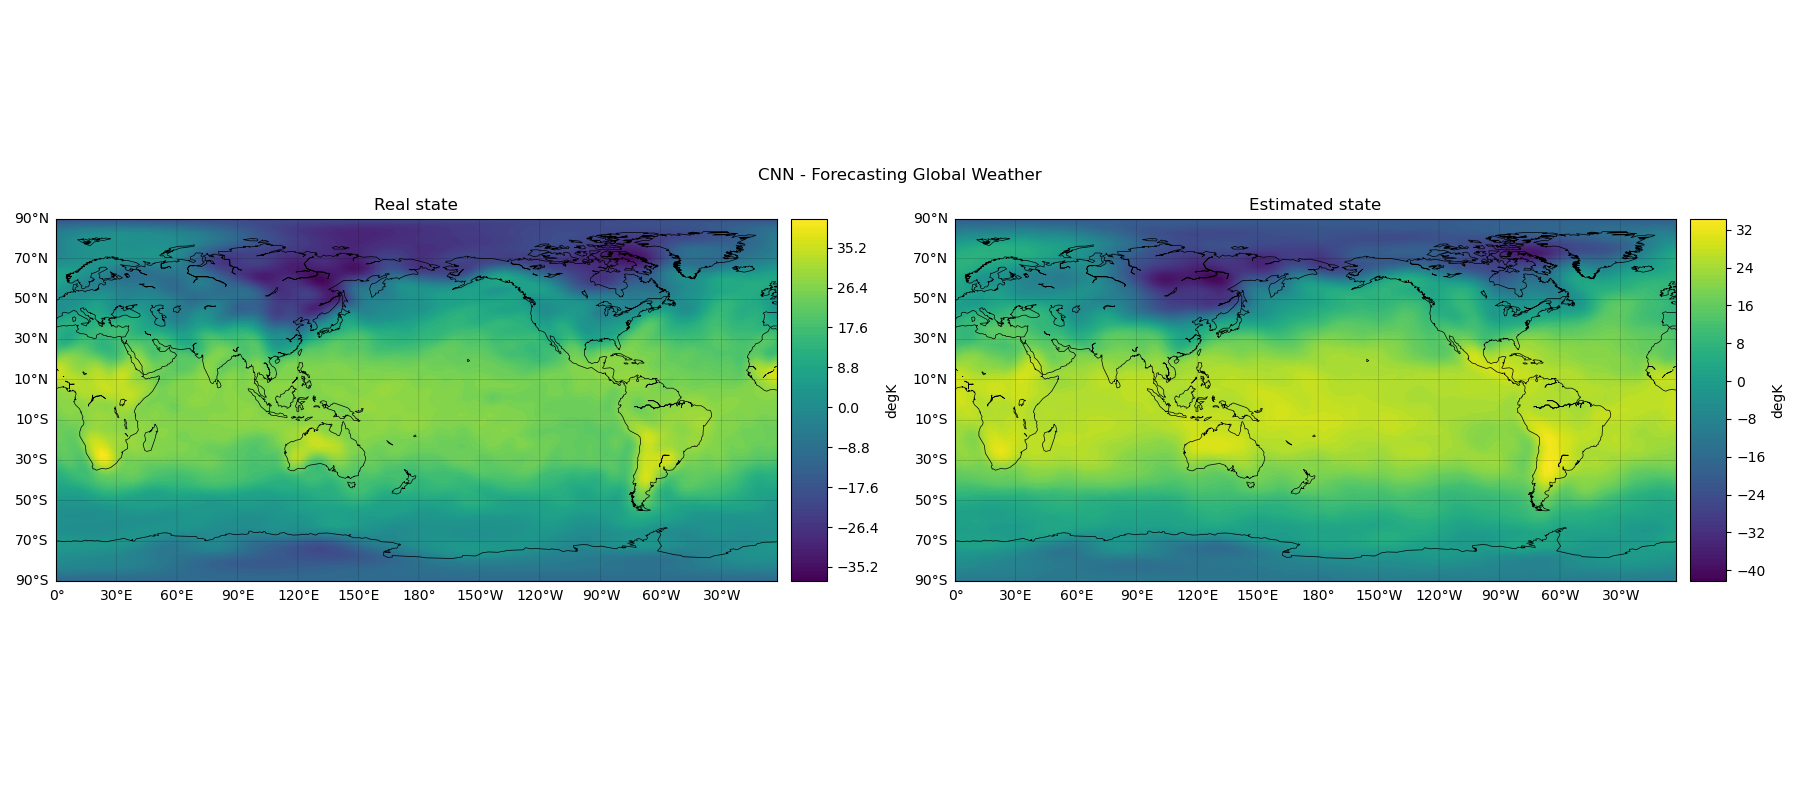 CNN - Forecasting Global Weather
Real state
90°N
70°N
50°N
30°N
10°N
10°S
30°S
50°S
70°S
90°S
0° 30°E 60°E 90°E 120°E 150°E 180° 150°W 120°W 90°W 60°W 30°W
35.2
26.4
17.6
8.8
0.0
−8.8
−17.6
−26.4
−35.2
degK
Estimated state
90°N
70°N
50°N
30°N
10°N
10°S
30°S
50°S
70°S
90°S
0° 30°E 60°E 90°E 120°E 150°E 180° 150°W 120°W 90°W 60°W 30°W
32
24
16
8
0
−8
−16
−24
−32
−40
degK